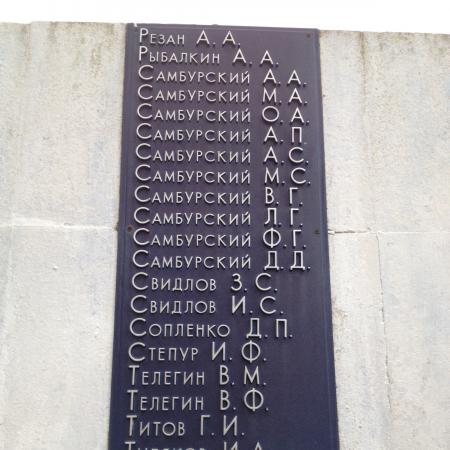 Резан А. А.
Рыбалкин А. А.
Самбурский А. А.
Самбурский М. А.
Самбурский О. А.
Самбурский А. П.
Самбурский А. С.
Самбурский М. С.
Самбурский В. Г.
Самбурский Л. Г.
Самбурский Ф. Г.
Самбурский Д. Д.
Свидлов З. С.
Свидлов И. С.
Сопленко Д. П.
Степур И. Ф.
Телегин В. М.
Телегин В. Ф.
Титов Г. И.